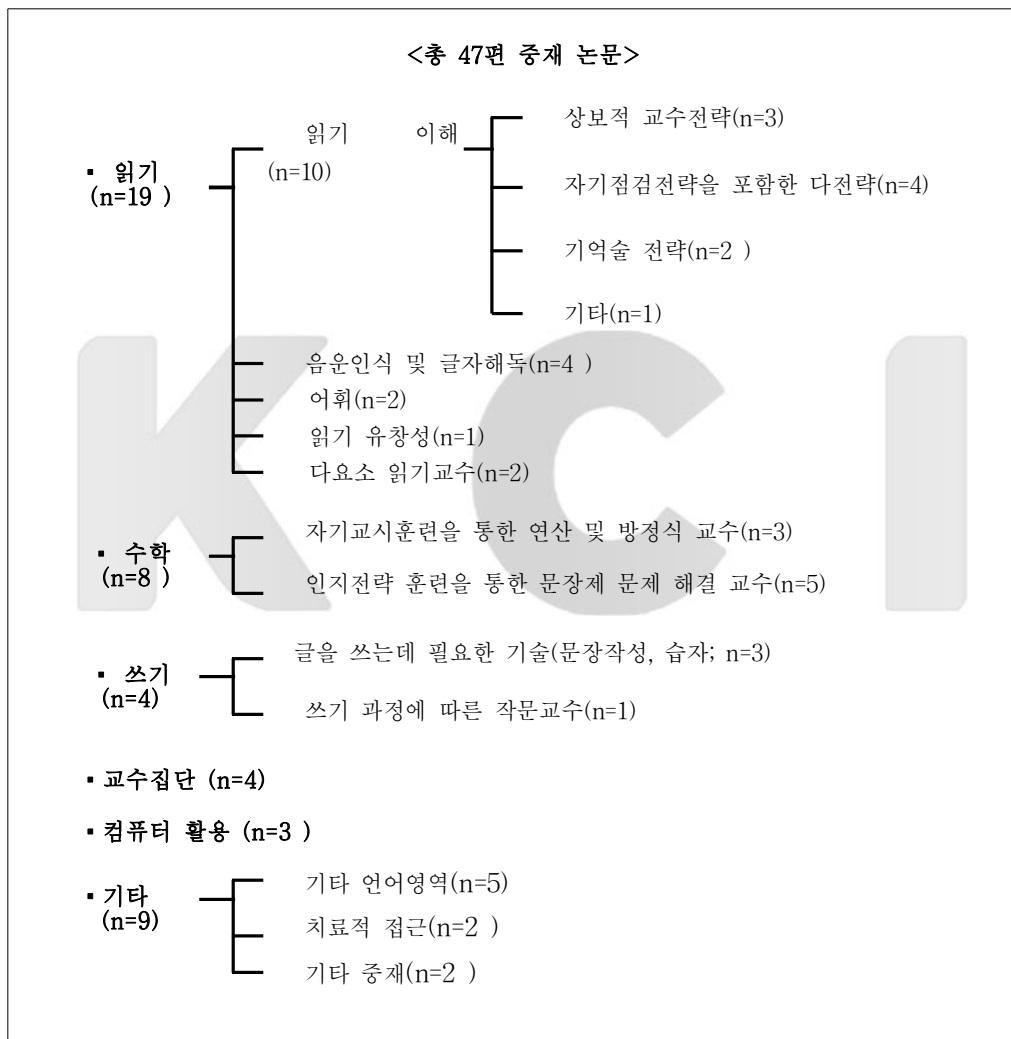 <총 47편 중재 논문>
상보적 교수전략(n=3)
읽기 이해
(n=10)
▪ 읽기
(n=19 )
자기점검전략을 포함한 다전략(n=4)
기억술 전략(n=2 )
기타(n=1)
음운인식 및 글자해독(n=4 )
어휘(n=2)
읽기 유창성(n=1)
다요소 읽기교수(n=2)
자기교시훈련을 통한 연산 및 방정식 교수(n=3)
▪ 수학
(n=8 )
인지전략 훈련을 통한 문장제 문제 해결 교수(n=5)
글을 쓰는데 필요한 기술(문장작성, 습자; n=3)
▪ 쓰기
(n=4)
쓰기 과정에 따른 작문교수(n=1)
▪ 교수집단 (n=4)
▪ 컴퓨터 활용 (n=3 )
▪ 기타
(n=9)
기타 언어영역(n=5)
치료적 접근(n=2 )
기타 중재(n=2 )
KCI